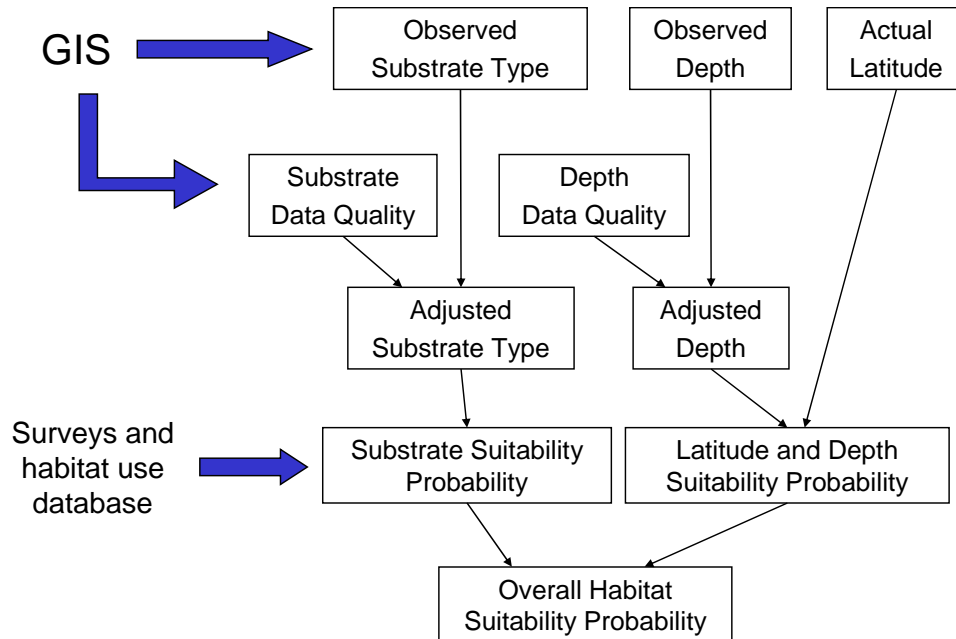 GIS
Observed
Substrate Type
Observed
Depth
Actual
Latitude
Substrate
Data Quality
Depth
Data Quality
Adjusted
Substrate Type
Adjusted
Depth
Surveys and
habitat use
database
Substrate Suitability
Probability
Latitude and Depth
Suitability Probability
Overall Habitat
Suitability Probability